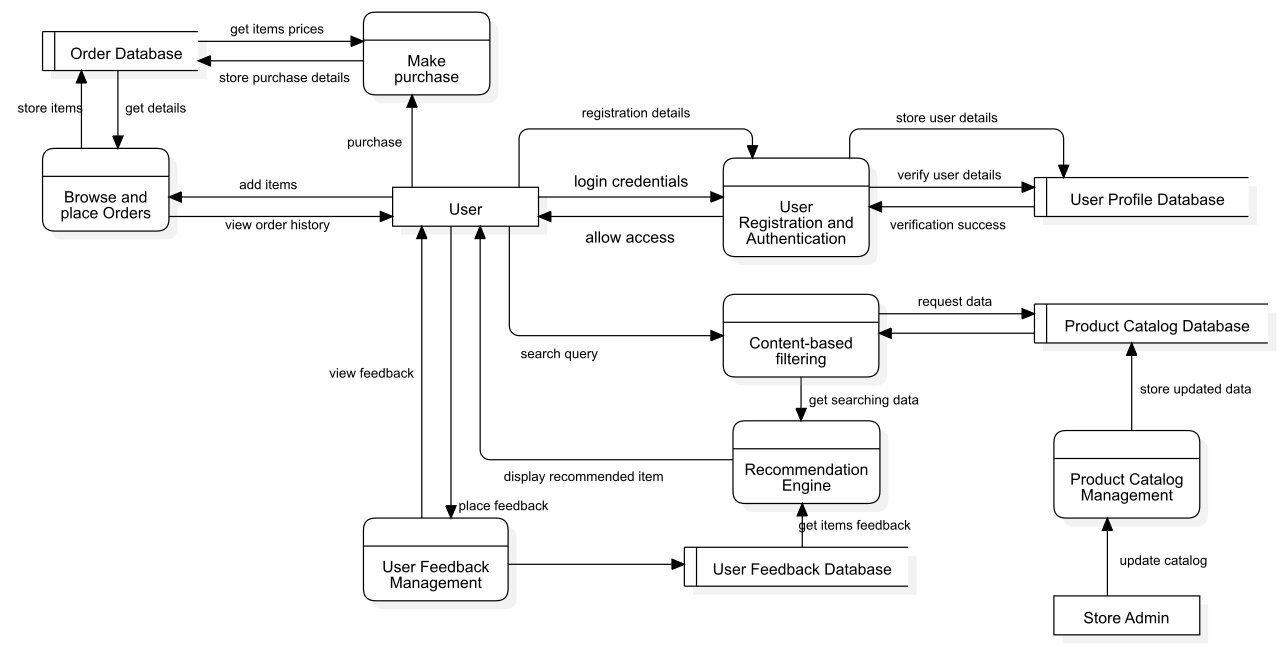 get items prices
Order Database
Make
purchase
store purchase details
store items
get details
purchase
registration details
store user details
Browse and
place Orders
add items
view order history
User
login credentials
allow access
User
Registration and
Authentication
verify user details
verification success
User Profile Database
search query
Content-based
filtering
request data
Product Catalog Database
view feedback
get searching data
store updated data
display recommended item
Recommendation
Engine
Product Catalog
Management
place feedback
get items feedback
User Feedback
Management
User Feedback Database
update catalog
Store Admin